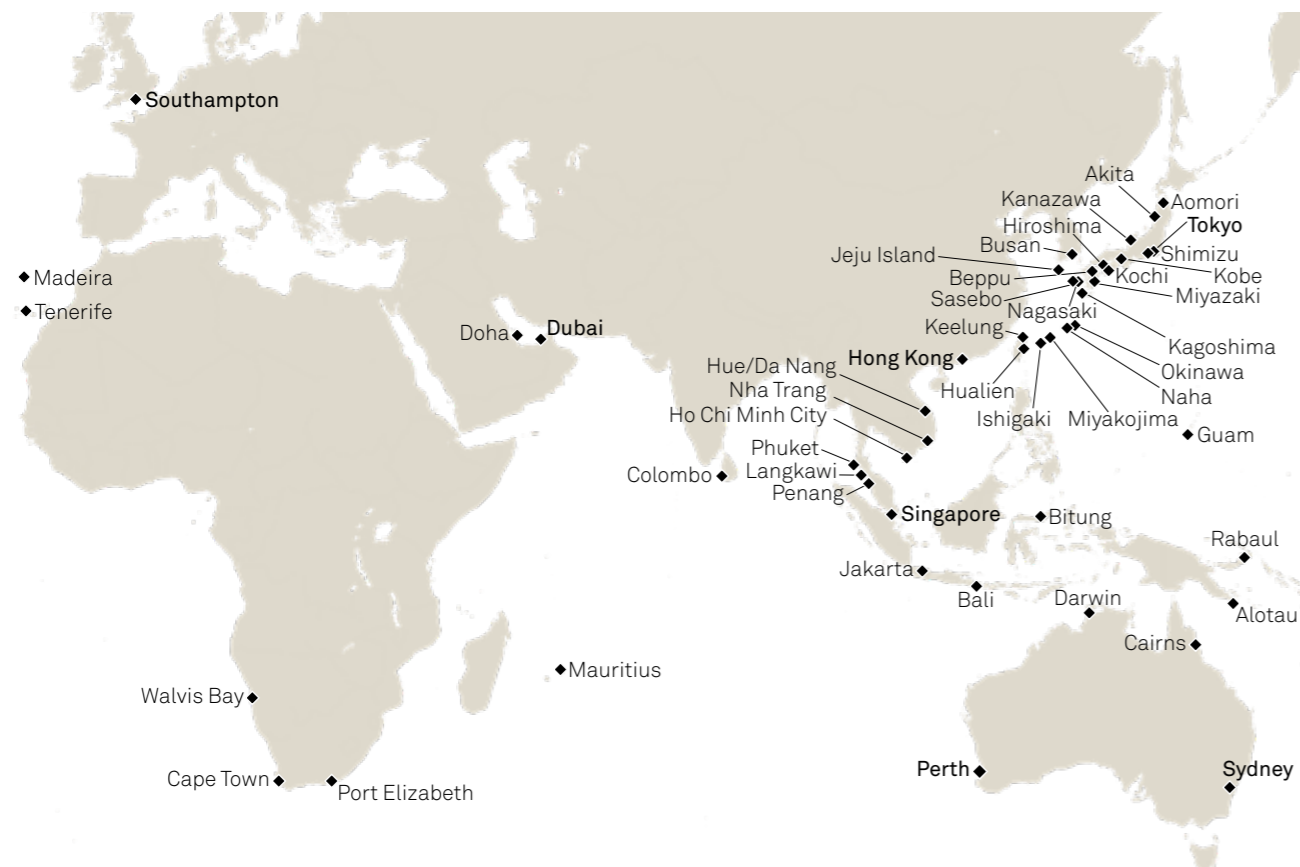 Southampton
Akita
Kanazawa
Aomori
Hiroshima
Tokyo
Busan
Jeju Island
Shimizu
Beppu
Kochi
Kobe
Sasebo
Miyazaki
Madeira
Tenerife
Nagasaki
Doha
Dubai
Keelung
Kagoshima
Hong Kong
Hue/Da Nang
Okinawa
Nha Trang
Hualien
Naha
Ho Chi Minh City
Ishigaki
Miyakojima
Guam
Phuket
Colombo
Langkawi
Penang
Singapore
Bitung
Rabaul
Jakarta
Bali
Darwin
Alotau
Cairns
Mauritius
Walvis Bay
Perth
Sydney
Cape Town
Port Elizabeth